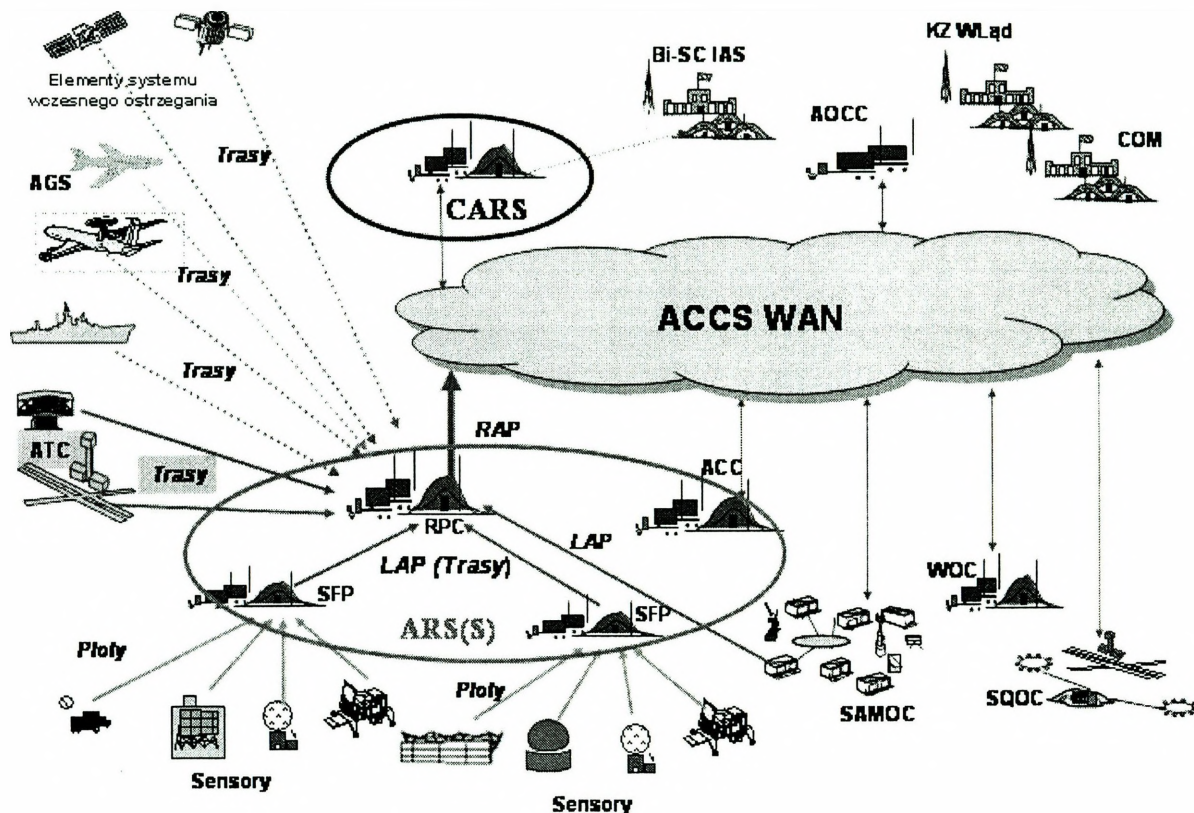 KZ WLąd
Bi-SC IAS
Elementy systemu
wczesnego ostrzegania
AOCC
COM
Trasy
AGS
CARS
Trasy
ACCS WAN
Trasy
RAP
ATC
Trasy
ACC
RPC
LAP
LAP (Trasy)
SFP
WOC
SFP
ARS(S)
Ploty
Ploty
SAMOC
SQOC
Sensory
Sensory